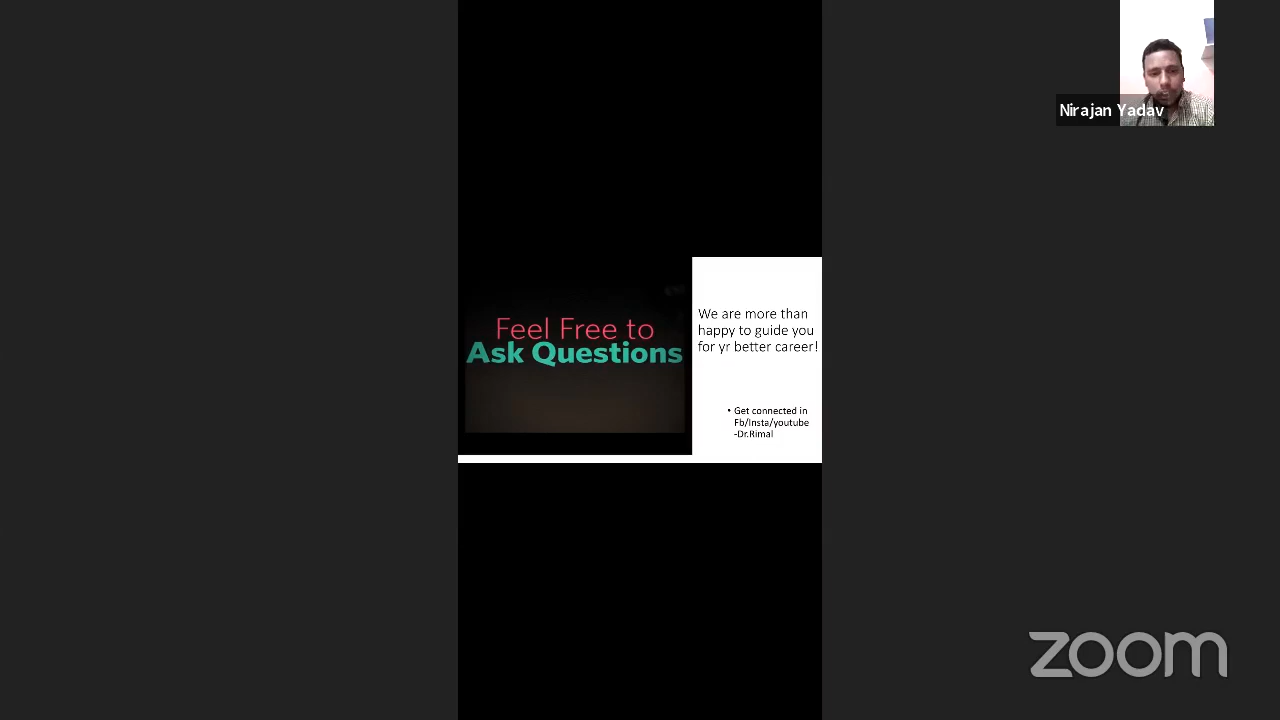 Nirajan Yadav
Feel Free to
Ask Questions
We are more than
happy to guide you
for yr better career!
• Get connected in
Fb/Insta/youtube
-Dr.Rimal
zoom